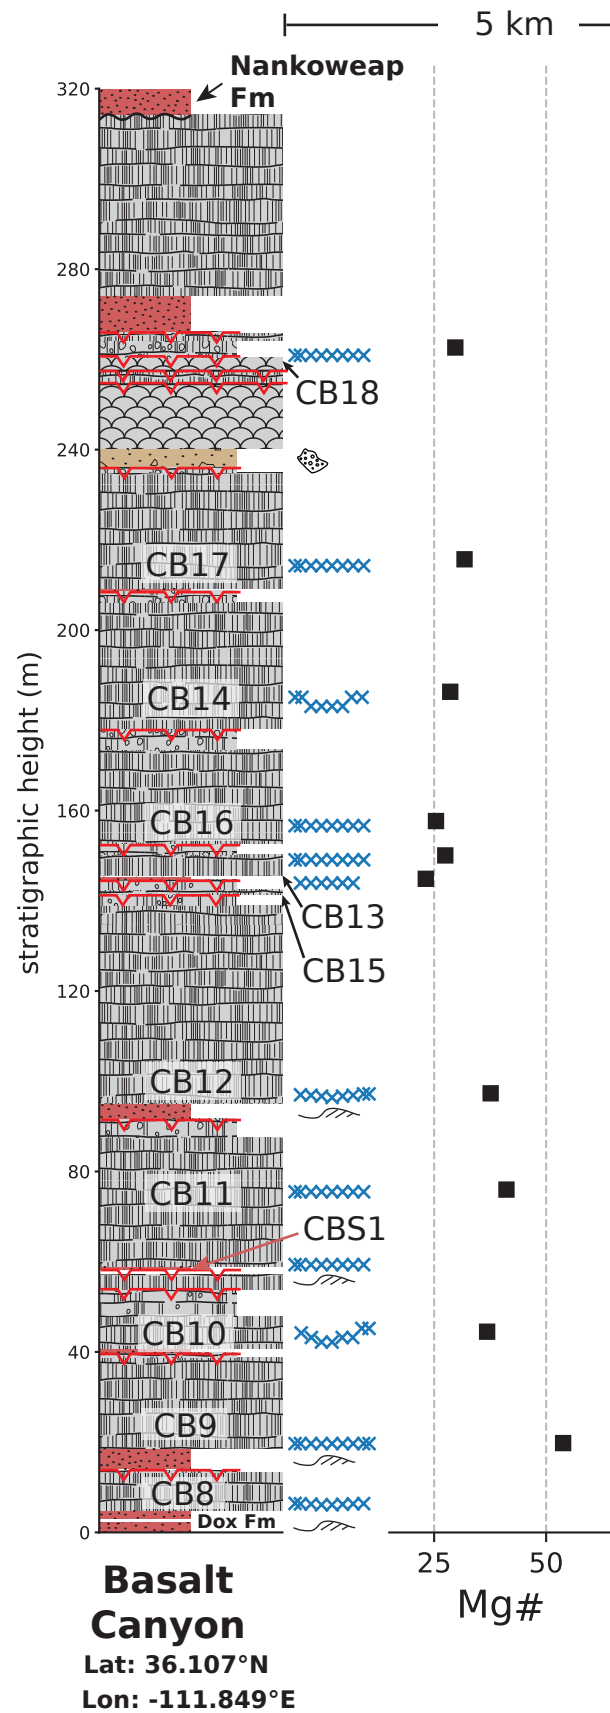 5 km
Nankoweap
Fm
320
280
CB18
240
CB17
200
CB14
160
CB16
CB13
CB15
120
CB12
80
CB11
CBS1
CB10
40
CB9
CB8
Dox Fm
0
stratigraphic height (m)
25
50
Mg#
Basalt
Canyon
Lat: 36.107°N
Lon: -111.849°E